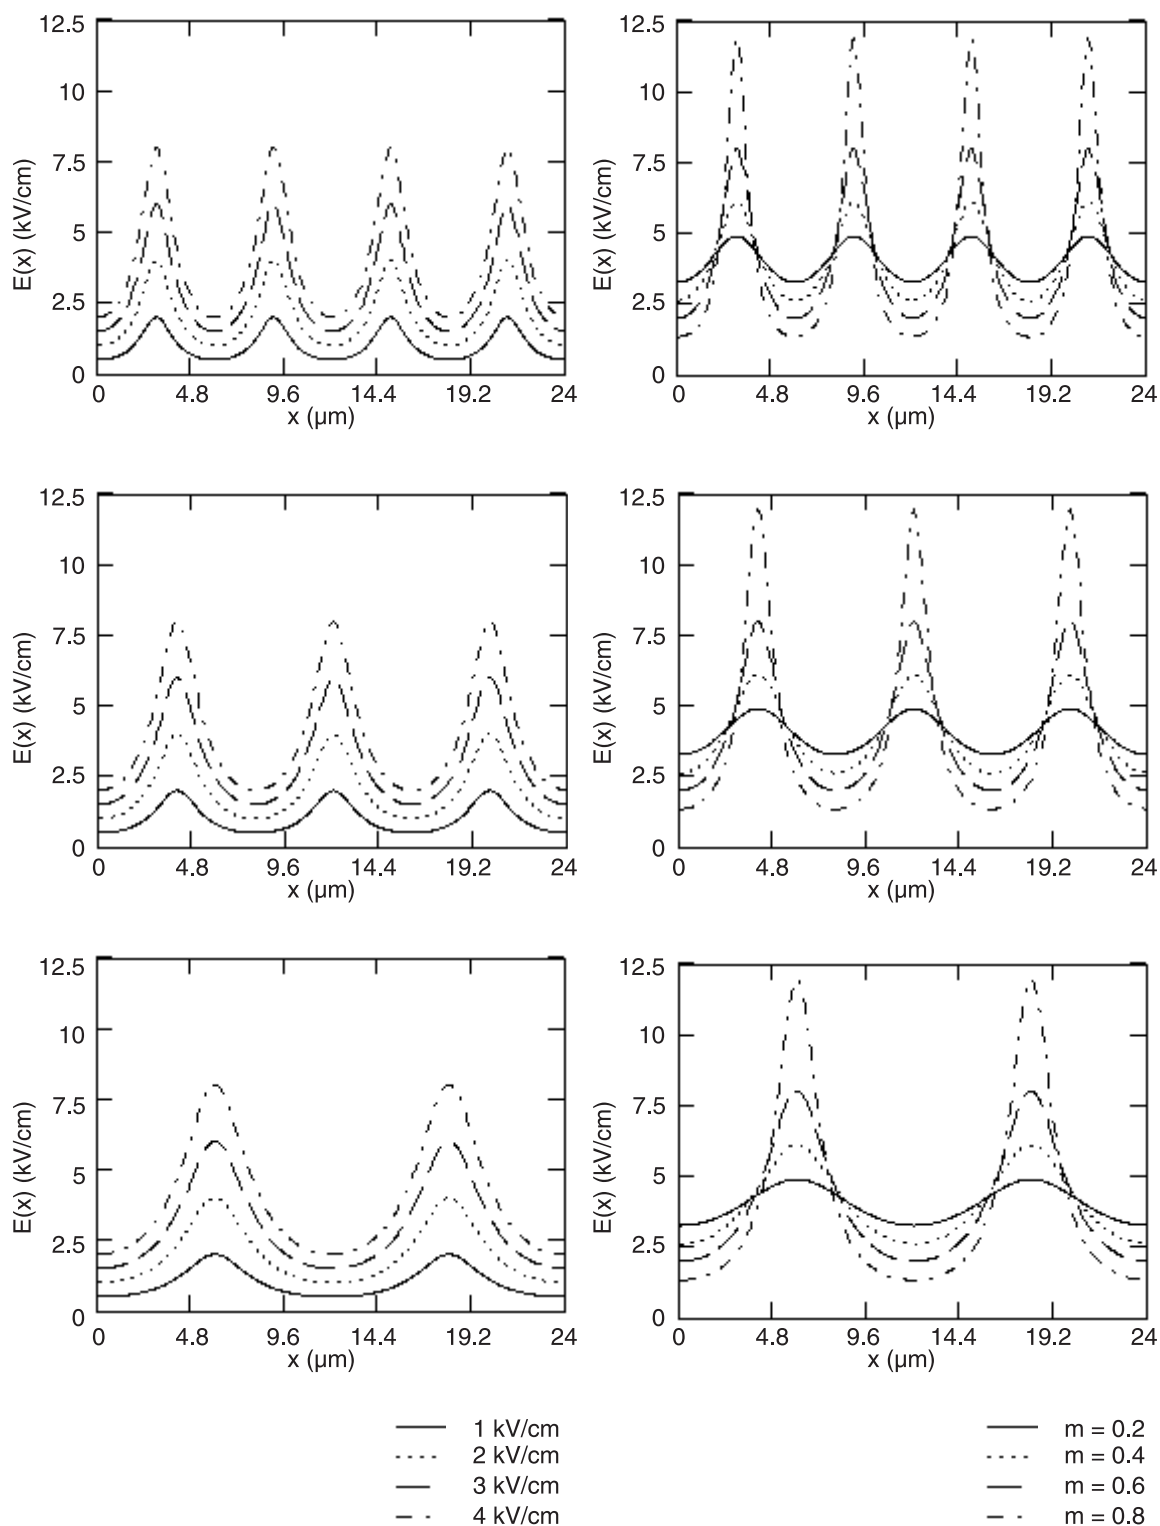 12.5
10
7.5
5
2.5
0
E(x) (kV/cm)
0 4.8 9.6 14.4 19.2 24
x (µm)
12.5
10
7.5
5
2.5
0
E(x) (kV/cm)
0 4.8 9.6 14.4 19.2 24
x (µm)
12.5
10
7.5
5
2.5
0
E(x) (kV/cm)
0 4.8 9.6 14.4 19.2 24
x (µm)
12.5
10
7.5
5
2.5
0
E(x) (kV/cm)
0 4.8 9.6 14.4 19.2 24
x (µm)
12.5
10
7.5
5
2.5
0
E(x) (kV/cm)
0 4.8 9.6 14.4 19.2 24
x (µm)
12.5
10
7.5
5
2.5
0
E(x) (kV/cm)
0 4.8 9.6 14.4 19.2 24
x (µm)
1 kV/cm
2 kV/cm
3 kV/cm
4 kV/cm
m = 0.2
m = 0.4
m = 0.6
m = 0.8